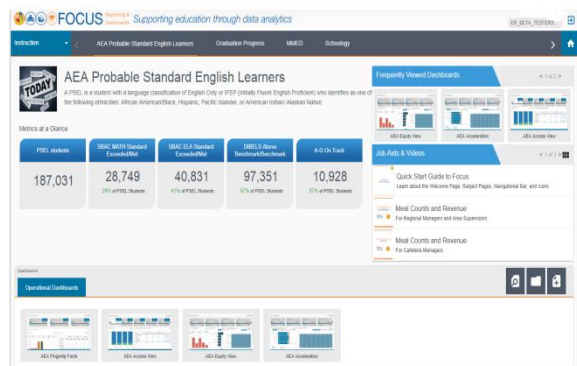 FOCUS Reporting & Dashboards Supporting education through data analytics
ER_BETA_TESTERS
Instruction
AEA Probable Standard English Learners
Graduation Progress
MMED
Schoology
TODAY
AEA Probable Standard English Learners
A PSEL is a student with a language classification of English Only or IFEP (Initially Fluent English Proficient) who identifies as one of
the following ethnicities: African American/Black, Hispanic, Pacific Islander, or American Indian/ Alaskan Native.
Metrics at a Glance
PSEL students
187,031
SBAC MATH Standard
Exceeded/Met
28,749
28% of PSEL Students
SBAC ELA Standard
Exceeded/Met
40,831
41% of PSEL Students
DIBELS Above
Benchmark/Benchmark
97,351
67% of PSEL Students
A-G On Track
10,928
67% of PSEL Students
Frequently Viewed Dashboards
< 1 of 3 >
AEA Equity View
AEA Acceleration
AEA Access View
Job Aids & Videos
Quick Start Guide to Focus
Learn about the Welcome Page, Subject Pages, Navigational Bar, and Icons
Meal Counts and Revenue
For Regional Managers and Area Supervisors
Meal Counts and Revenue
For Cafeteria Managers
Dashboards
Operational Dashboards
AEA Fingertip Facts
AEA Access View
AEA Equity View
AEA Acceleration